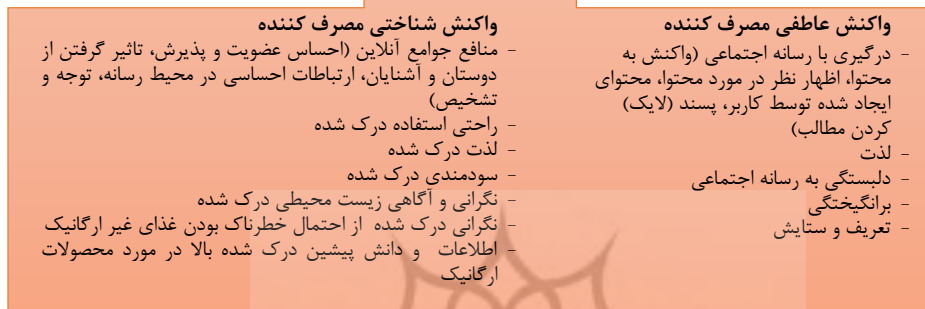 واکنش عاطفی مصرف کننده
- درگیری با رسانه اجتماعی (واکنش به
محتوا، اظهار نظر در مورد محتوا، محتوای
ایجاد شده توسط کاربر، پسند (لایک)
کردن مطالب)
- لذت
- دلبستگی به رسانه اجتماعی
- برانگیختگی
- تعریف و ستایش
واکنش شناختی مصرف کننده
- منافع جوامع آنلاین (احساس عضویت و پذیرش، تاثیر گرفتن از
دوستان و آشنایان، ارتباطات احساسی در محیط رسانه، توجه و
تشخیص)
- راحتی استفاده درک شده
- لذت درک شده
- سودمندی درک شده
- نگرانی و آگاهی زیست محیطی درک شده
- نگرانی درک شده از احتمال خطرناک بودن غذای غیر ارگانیک
- اطلاعات و دانش پیشین درک شده بالا در مورد محصولات
ارگانیک